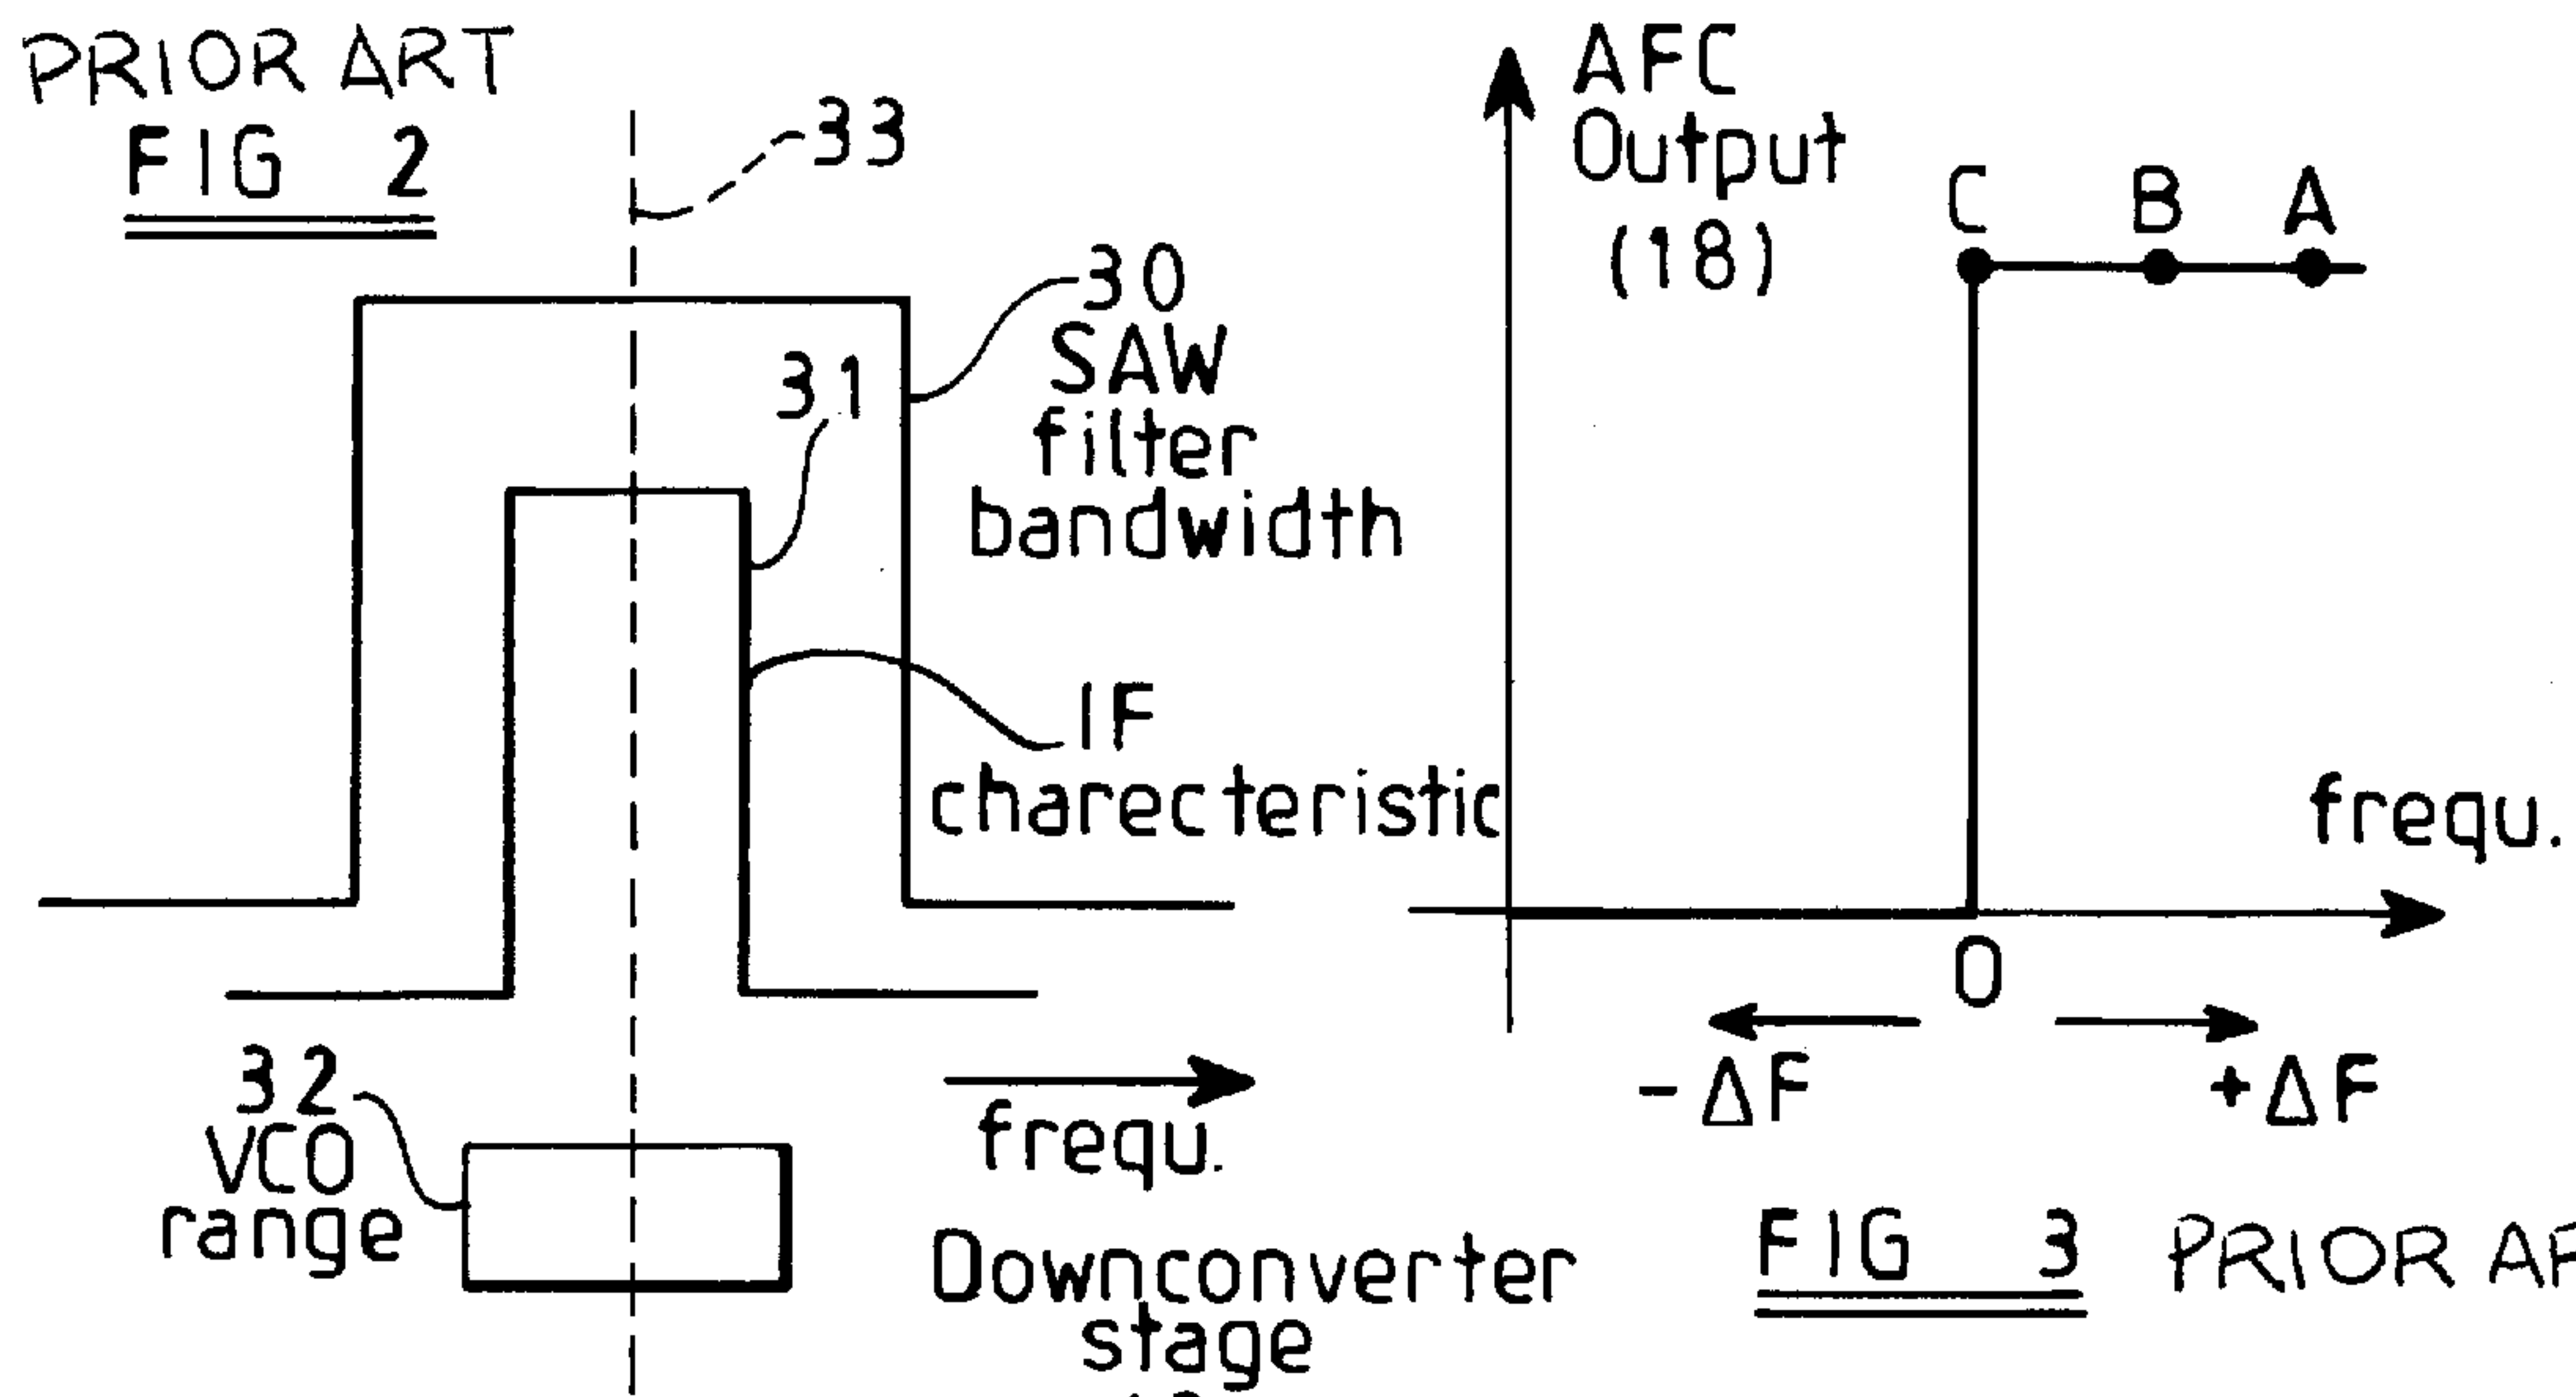 PRIOR ART
FIG 2
33
30
SAW
filter
bandwidth
31
IF
charecteristic
32
VCO
range
frequ.
Downconverter
stage
AFC
Output
(18)
C B A
frequ.
O
-ΔF +ΔF
FIG 3 PRIOR